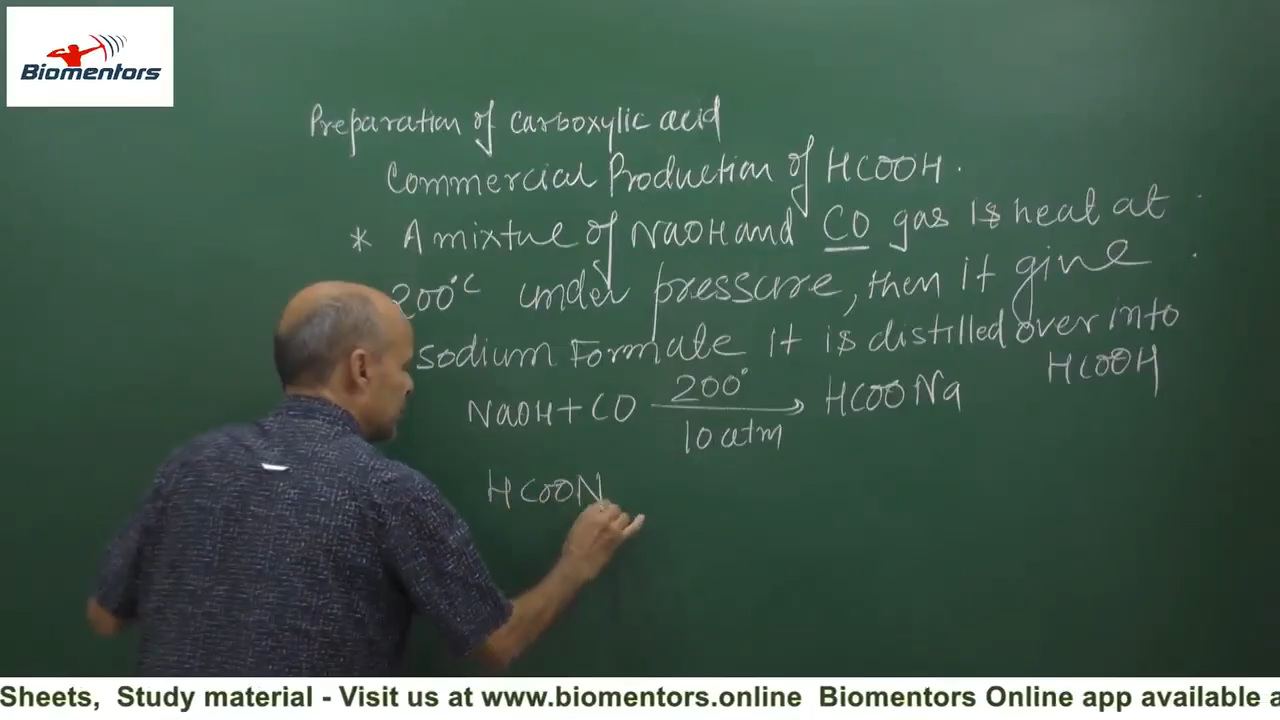 Biomentors
Preparation of carboxylic acid
Commercial Production of HCOOH.
* A mixtue of NaOH and CO gas is heat at
200°C under pressure, then it give
sodium Formate it is distilled over into
HCOOH
NaOH + CO 200° 10 atm → HCOONa
HCOON
Sheets, Study material - Visit us at www.biomentors.online Biomentors Online app available a